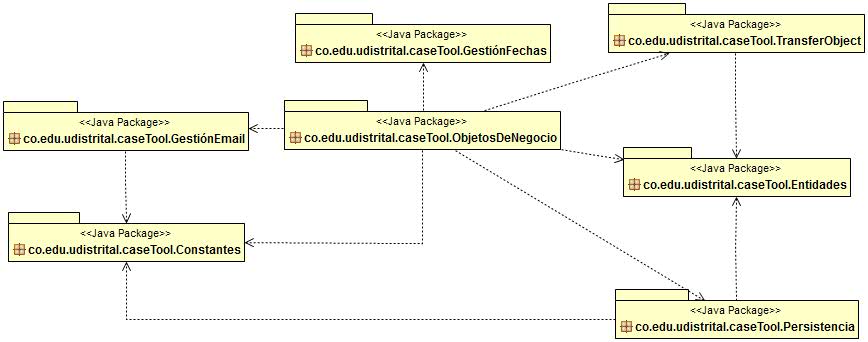 <<Java Package>>
co.edu.udistrital.caseTool.GestiónFechas
<<Java Package>>
co.edu.udistrital.caseTool.TransferObject
<<Java Package>>
co.edu.udistrital.caseTool.GestiónEmail
<<Java Package>>
co.edu.udistrital.caseTool.ObjetosDeNegocio
<<Java Package>>
co.edu.udistrital.caseTool.Entidades
<<Java Package>>
co.edu.udistrital.caseTool.Constantes
<<Java Package>>
co.edu.udistrital.caseTool.Persistencia